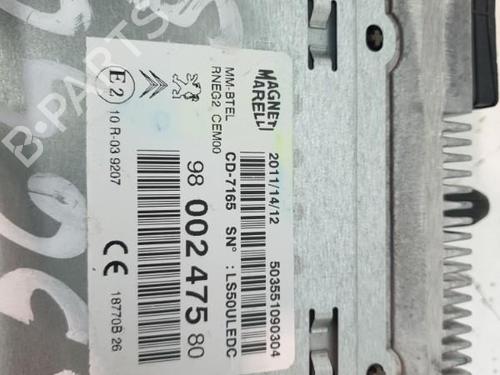 MAGNETI
MARELLI
2011/14/12
503551090304
MM-BTEL
RNEG2 CEM00
CD-7165 SN° : LS50ULEDC
98 002 475 80
E2
10 R-03 9207
CE
18770B 26
B-PARTS